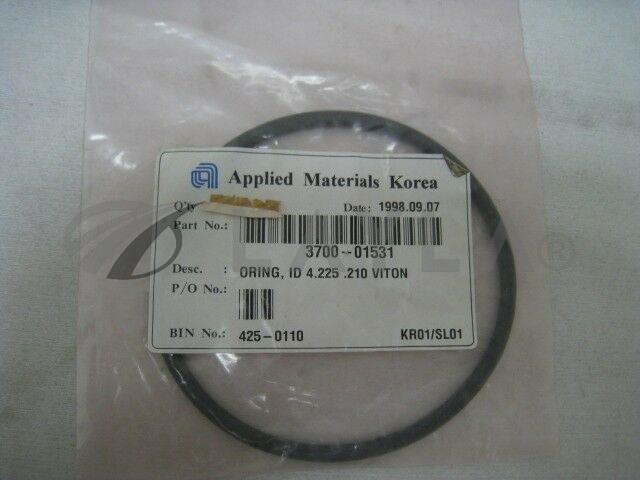 Applied Materials Korea
Q'ty Date: 1998.09.07
Part No.:
3700-01531
Desc. : ORING, ID 4.225 .210 VITON
P/O No.:
BIN No.: 425-0110 KR01/SL01